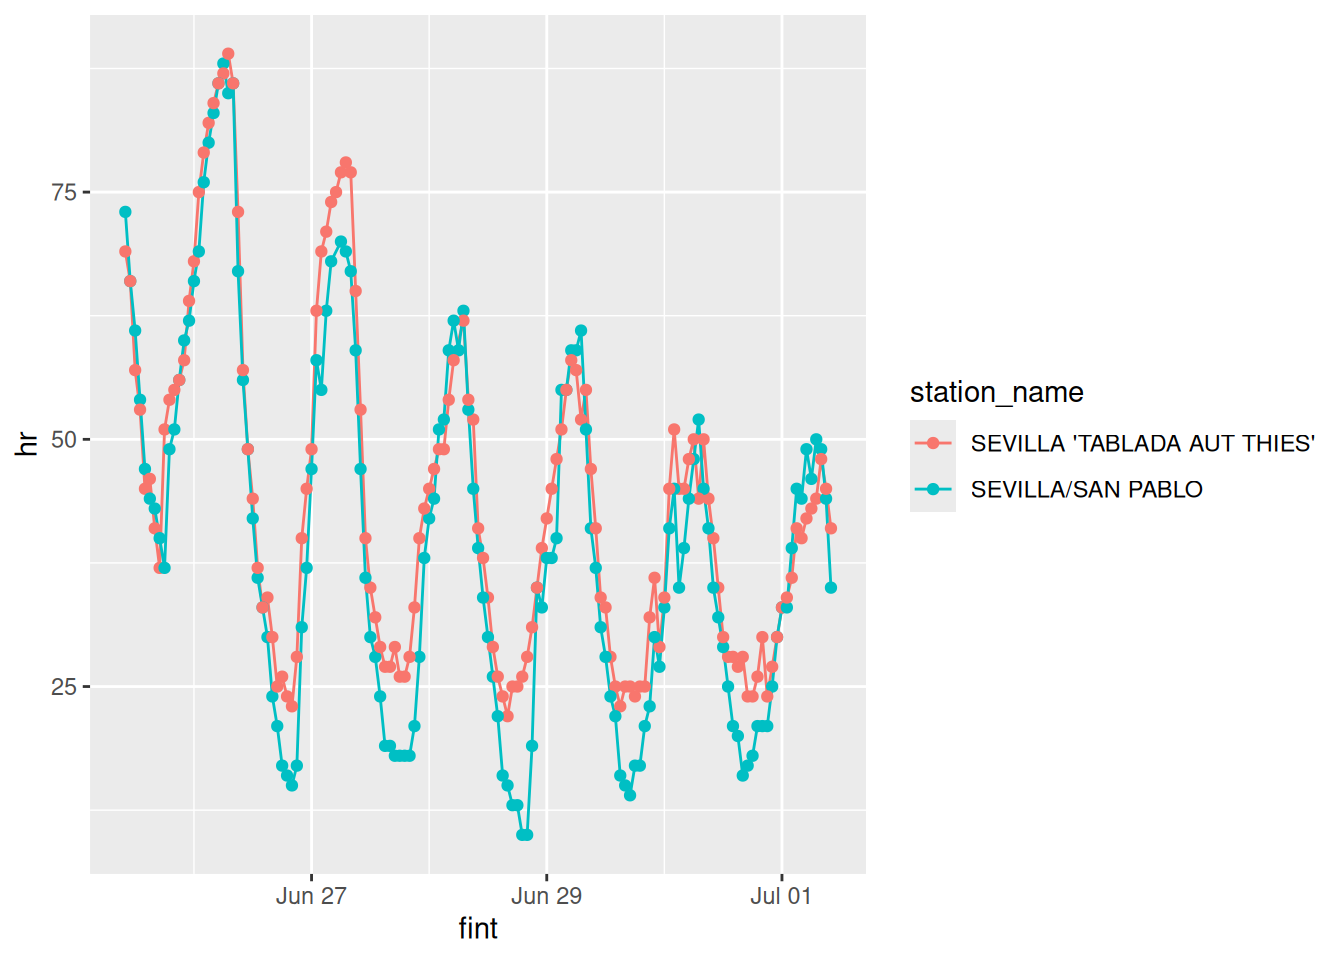 75
50
25
hr
Jun 27
Jun 29
Jul 01
fint
station_name
SEVILLA 'TABLADA AUT THIES'
SEVILLA/SAN PABLO